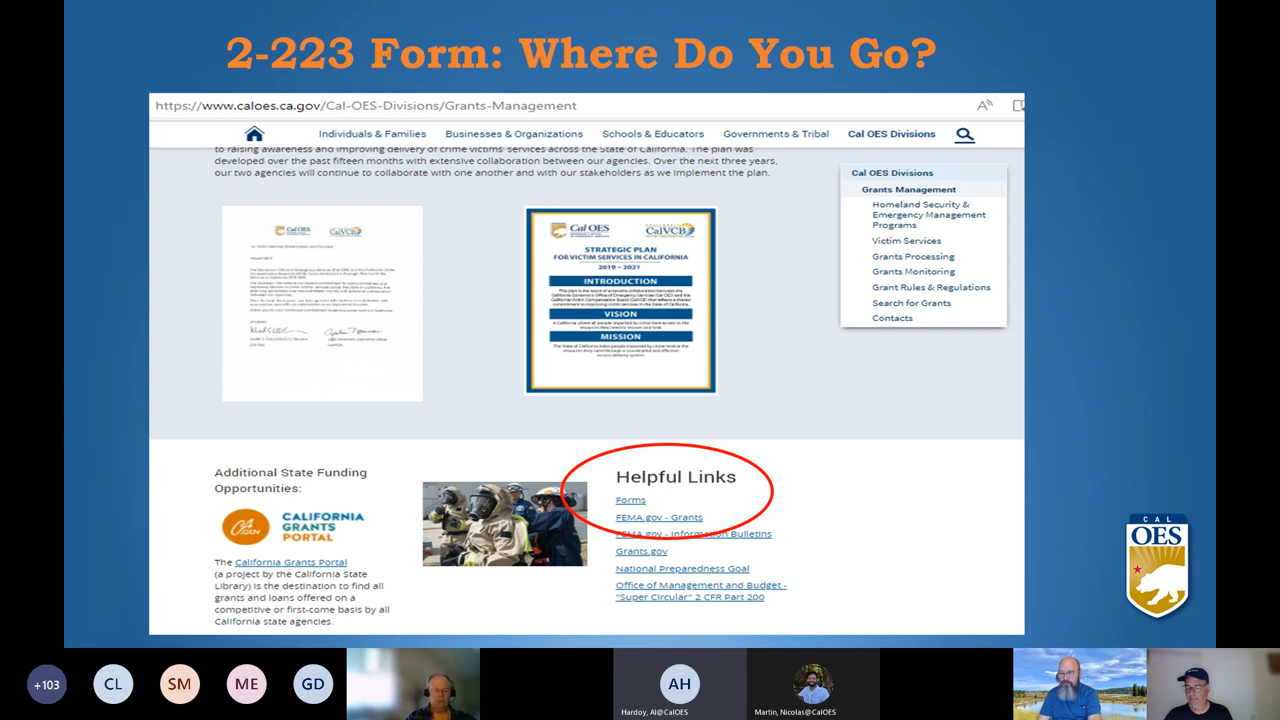 2-223 Form: Where Do You Go?
https://www.caloes.ca.gov/Cal-OES-Divisions/Grants-Management
Individuals & Families Businesses & Organizations Schools & Educators Governments & Tribal Cal OES Divisions
to raising awareness and improving delivery of crime victims' services across the State of California. The plan was
developed over the past fifteen months with extensive collaboration between our agencies. Over the next three years,
our two agencies will continue to collaborate with one another and with our stakeholders as we implement the plan.
Cal OES Divisions
Grants Management
Homeland Security &
Emergency Management
Programs
Victim Services
Grants Processing
Grants Monitoring
Grant Rules & Regulations
Search for Grants
Contacts
Cal OES
CalVCB
Cal OES
CalVCB
STRATEGIC PLAN
FOR VICTIM SERVICES IN CALIFORNIA
2019 - 2021
INTRODUCTION
VISION
MISSION
Additional State Funding
Opportunities:
CA
GOV
CALIFORNIA
GRANTS
PORTAL
The California Grants Portal
(a project by the California State
Library) is the destination to find all
grants and loans offered on a
competitive or first-come basis by all
California state agencies.
Helpful Links
Forms
FEMA.gov - Grants
FEMA.gov - Information Bulletins
Grants.gov
National Preparedness Goal
Office of Management and Budget -
"Super Circular" 2 CFR Part 200
CAL
OES
+103 CL SM ME GD AH
Hardoy, Al@CalOES
Martin, Nicolas@CalOES